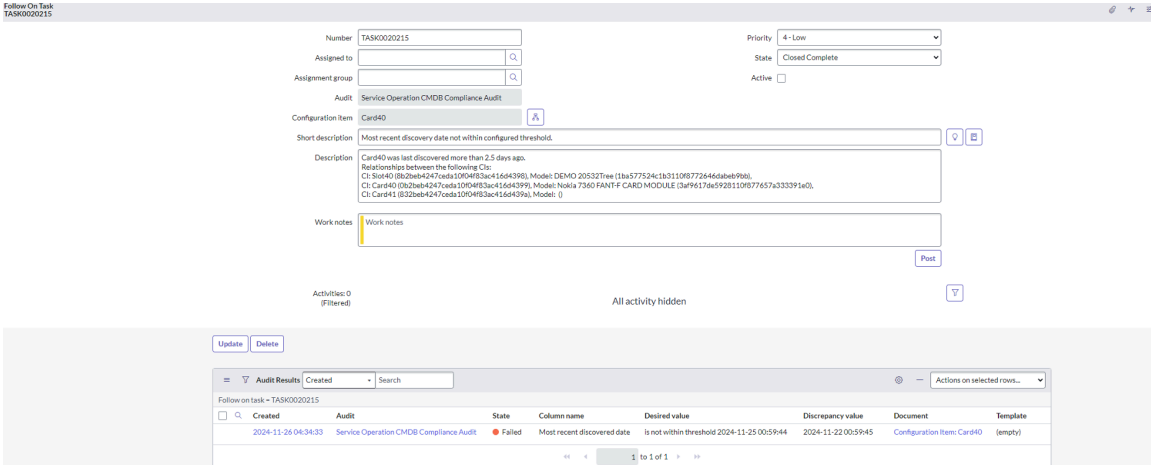 Follow On Task
TASK0020215
Number TASK0020215
Priority 4 - Low
Assigned to
State Closed Complete
Assignment group
Active
Audit Service Operation CMDB Compliance Audit
Configuration item Card40
Short description Most recent discovery date not within configured threshold.
Description Card40 was last discovered more than 2.5 days ago.
Relationships between the following CIs:
CI: Slot40 (8b2beb4247ceda10f04f83ac416d4398), Model: DEMO 20532Tree (1ba577524c1b3110f8772646dabeb9bb),
CI: Card40 (0b2beb4247ceda10f04f83ac416d4399), Model: Nokia 7360 FANT-F CARD MODULE (3af9617de5928110f877657a333391e0),
CI: Card41 (832beb4247ceda10f04f83ac416d439a), Model: ()
Work notes Work notes
Post
Activities: 0
(Filtered)
All activity hidden
Update Delete
Audit Results Created Search Actions on selected rows...
Follow on task = TASK0020215
Created Audit State Column name Desired value Discrepancy value Document Template
2024-11-26 04:34:33 Service Operation CMDB Compliance Audit Failed Most recent discovered date is not within threshold 2024-11-25 00:59:44 2024-11-22 00:59:45 Configuration Item: Card40 (empty)
1 to 1 of 1